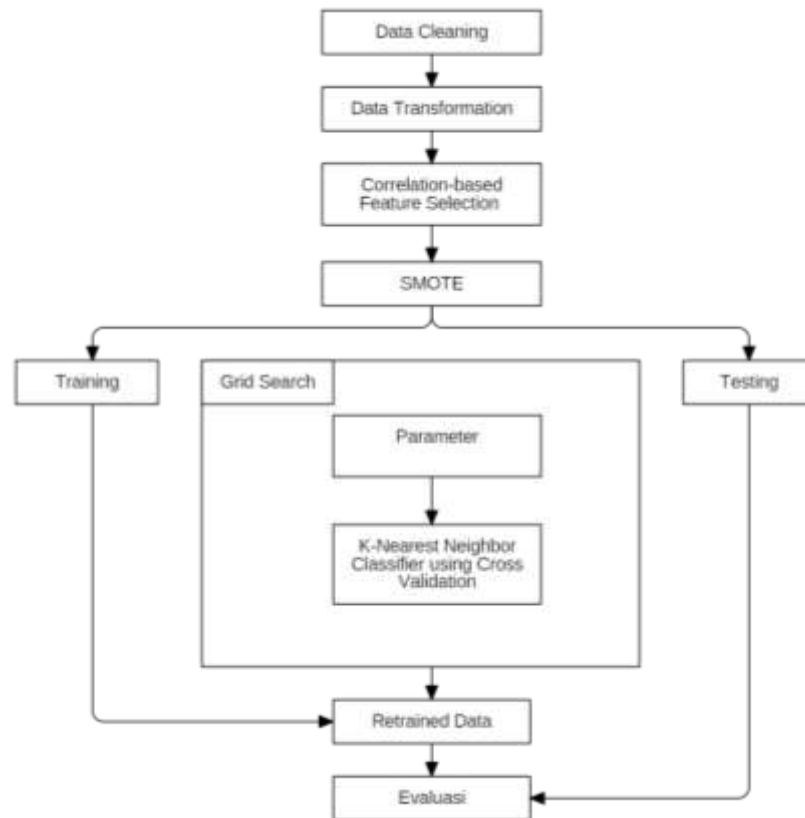 Data Cleaning
Data Transformation
Correlation-based
Feature Selection
SMOTE
Training
Grid Search
Testing
Parameter
K-Nearest Neighbor
Classifier using Cross
Validation
Retrained Data
Evaluasi